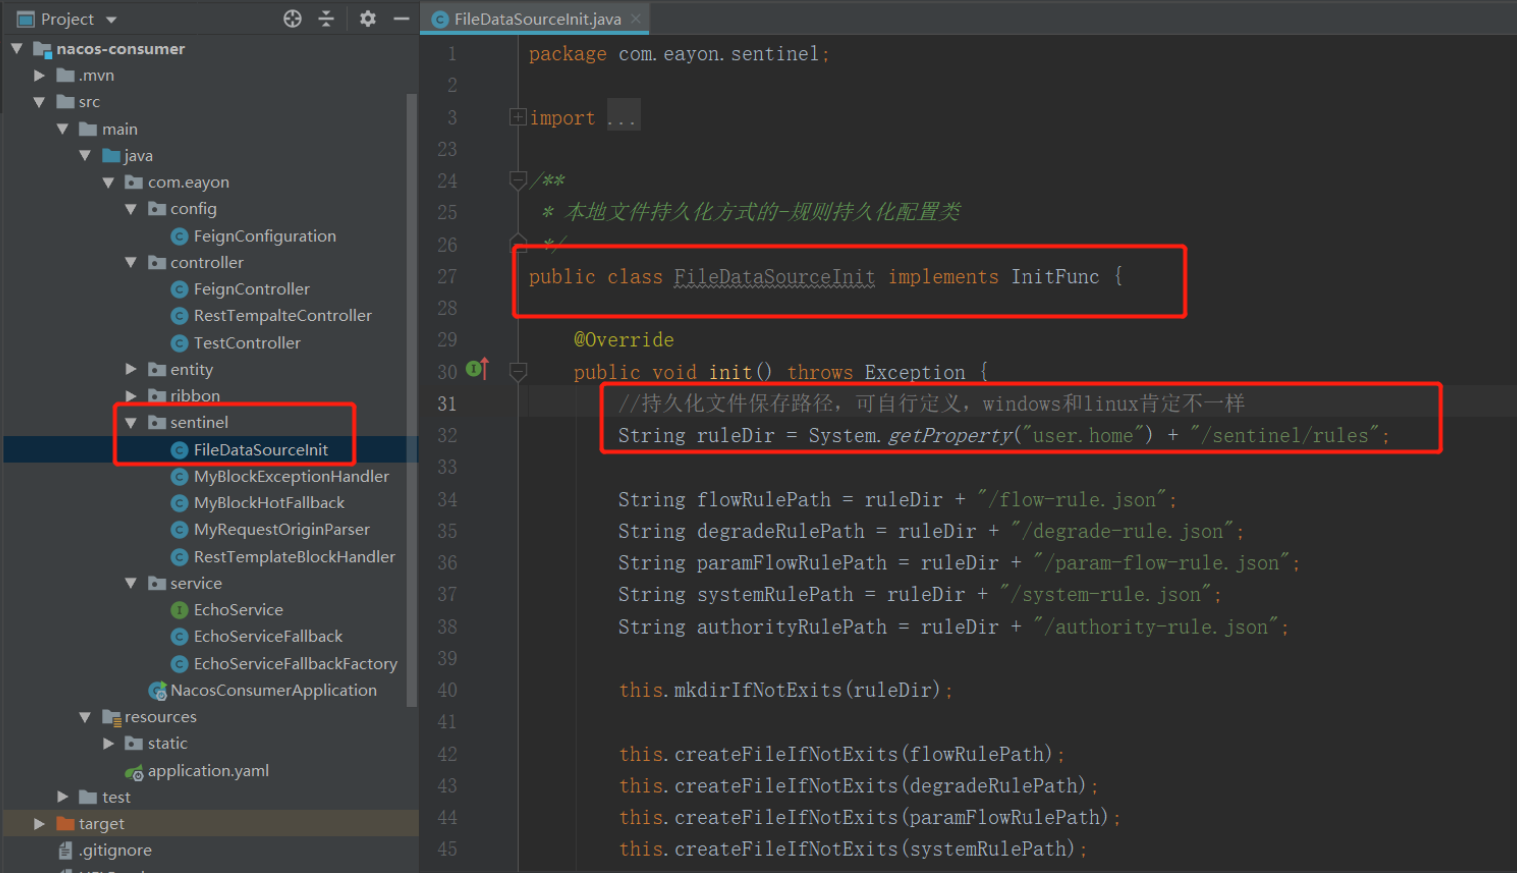 Project
nacos-consumer
.mvn
src
main
java
com.eayon
config
FeignConfiguration
controller
FeignController
RestTempalteController
TestController
entity
ribbon
sentinel
FileDataSourceInit
MyBlockExceptionHandler
MyBlockHotFallback
MyRequestOriginParser
RestTemplateBlockHandler
service
EchoService
EchoServiceFallback
EchoServiceFallbackFactory
NacosConsumerApplication
resources
static
application.yaml
test
target
.gitignore
FileDataSourceInit.java
1 package com.eayon.sentinel;
2
3 import ...
23
24 /**
25 * 本地文件持久化方式的-规则持久化配置类
26 */
27 public class FileDataSourceInit implements InitFunc {
28
29 @Override
30 public void init() throws Exception {
31 //持久化文件保存路径，可自行定义，windows和linux肯定不一样
32 String ruleDir = System.getProperty("user.home") + "/sentinel/rules";
33
34 String flowRulePath = ruleDir + "/flow-rule.json";
35 String degradeRulePath = ruleDir + "/degrade-rule.json";
36 String paramFlowRulePath = ruleDir + "/param-flow-rule.json";
37 String systemRulePath = ruleDir + "/system-rule.json";
38 String authorityRulePath = ruleDir + "/authority-rule.json";
39
40 this.mkdirIfNotExits(ruleDir);
41
42 this.createFileIfNotExits(flowRulePath);
43 this.createFileIfNotExits(degradeRulePath);
44 this.createFileIfNotExits(paramFlowRulePath);
45 this.createFileIfNotExits(systemRulePath);